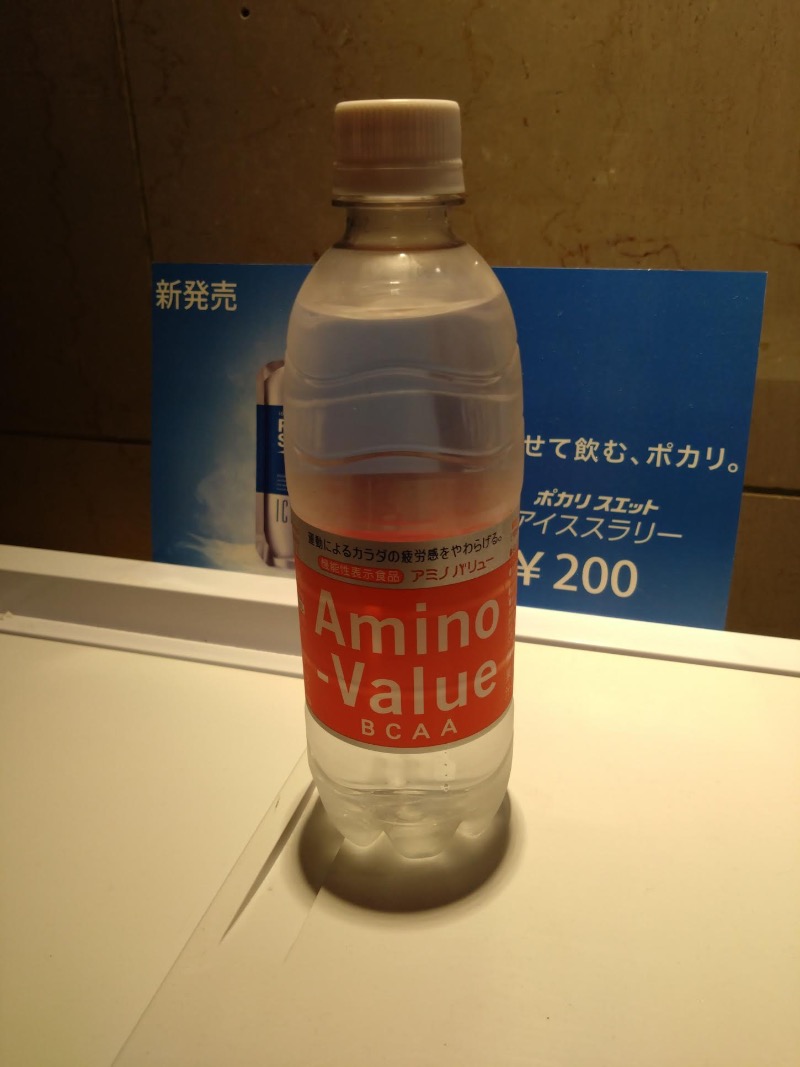 新発売
せて飲む、ポカリ。
ポカリスエット
アイススラリー
¥200
IC
運動によるカラダの疲労感をやわらげる。
機能性表示食品 アミノバリュー
Amino
-Value
BCAA